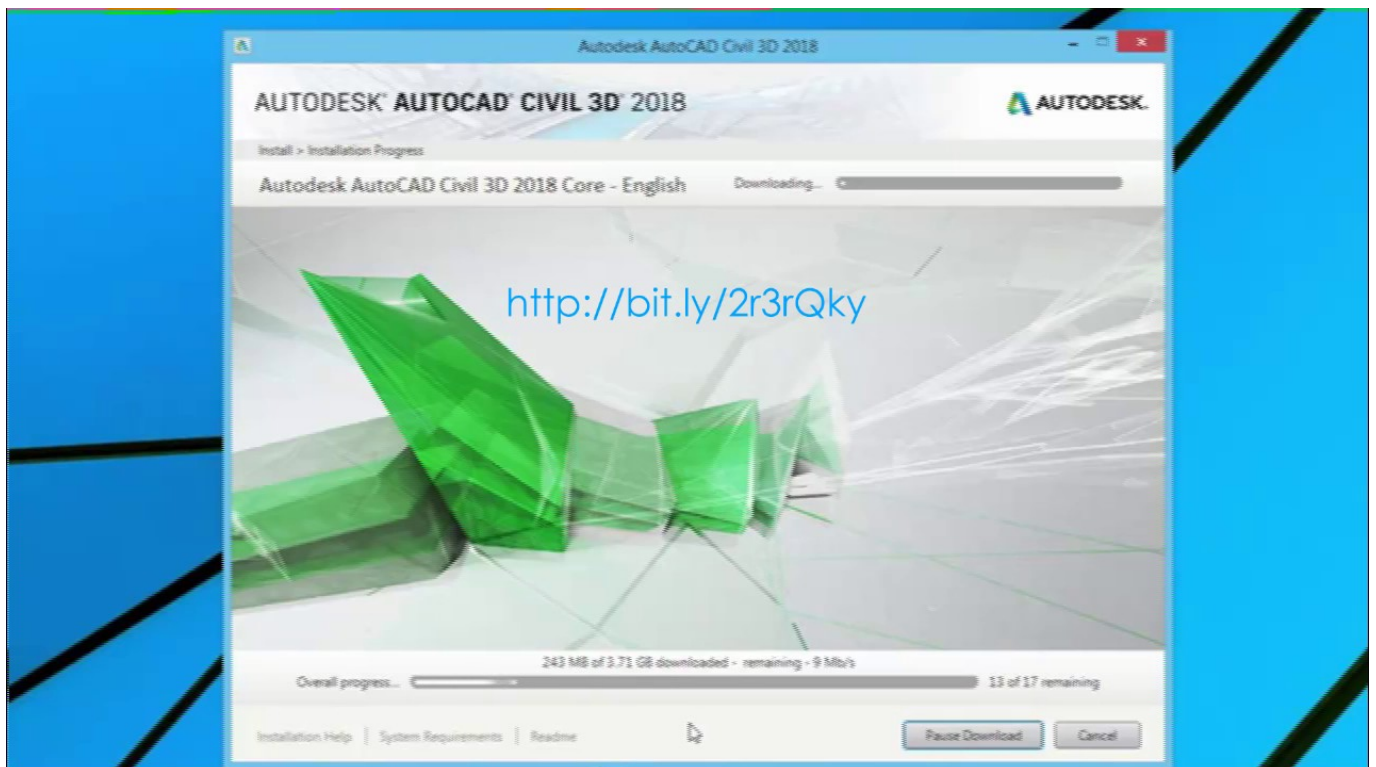 Autodesk AutoCAD Civil 3D 2018
AUTODESK® AUTOCAD® CIVIL 3D® 2018
AUTODESK.
Install > Installation Progress
Autodesk AutoCAD Civil 3D 2018 Core - English
Downloading...
http://bit.ly/2r3rQky
243 MB of 3.71 GB downloaded - remaining - 9 Mb/s
Overall progress...
13 of 17 remaining
Installation Help | System Requirements | Readme
Pause Download
Cancel